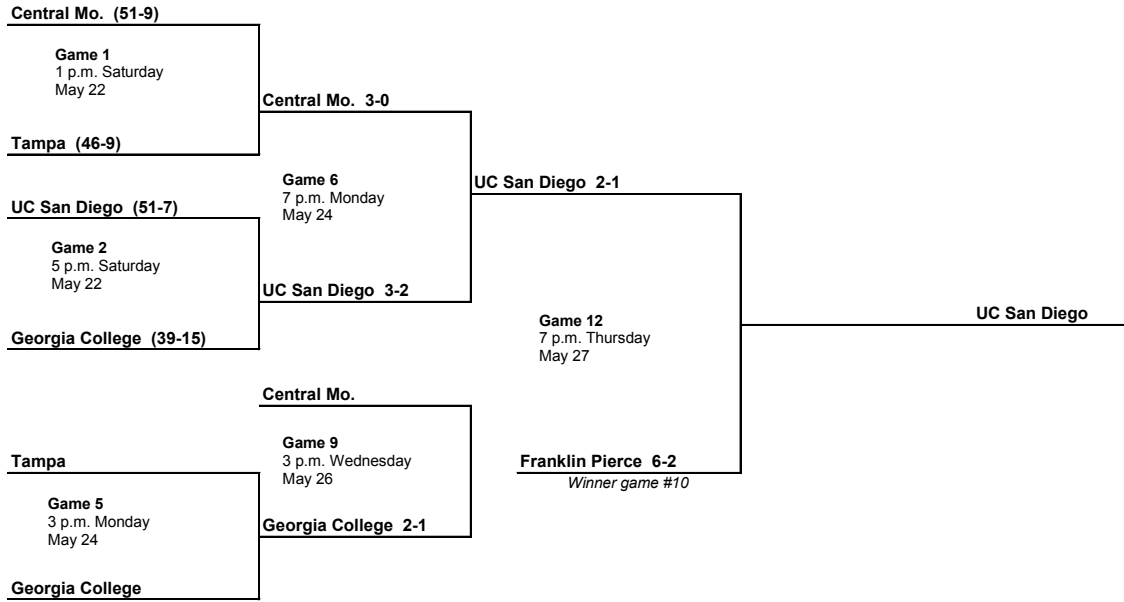 Central Mo. (51-9)
Game 1
1 p.m. Saturday
May 22
Tampa (46-9)
Central Mo. 3-0
UC San Diego (51-7)
Game 2
5 p.m. Saturday
May 22
Georgia College (39-15)
UC San Diego 3-2
Game 6
7 p.m. Monday
May 24
UC San Diego 2-1
Tampa
Game 5
3 p.m. Monday
May 24
Georgia College
Central Mo.
Game 9
3 p.m. Wednesday
May 26
Georgia College 2-1
Game 12
7 p.m. Thursday
May 27
Franklin Pierce 6-2
Winner game #10
UC San Diego